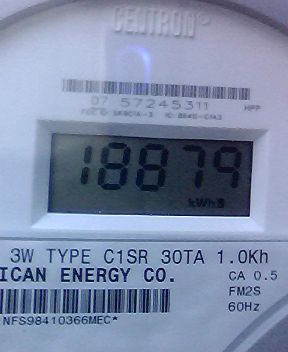 CENTRON
07 57245311 HPP
18879
kWh
3W TYPE C1SR 30TA 1.0Kh
ICAN ENERGY CO. CA 0.5
FM2S
NFS98410366MEC* 60Hz